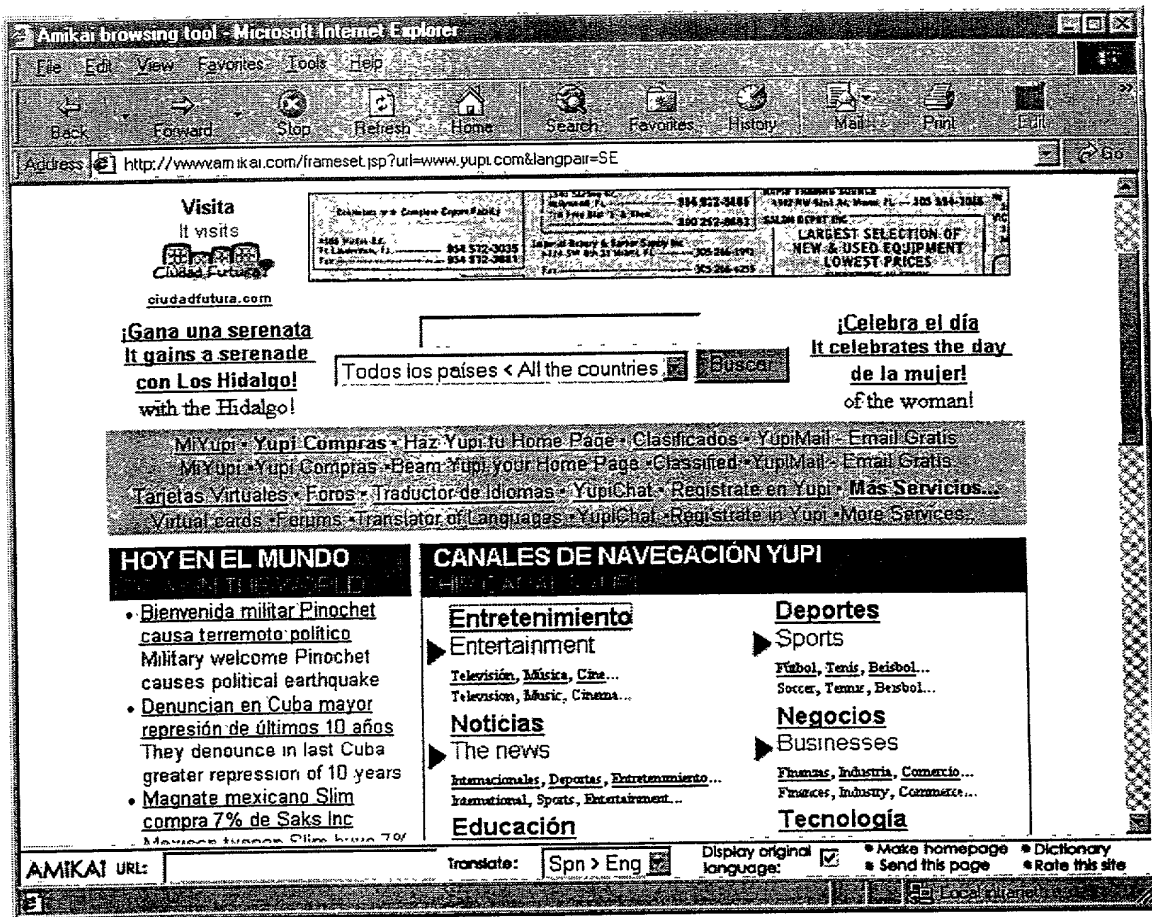 Amikai browsing tool - Microsoft Internet Explorer
File Edit View Favorites Tools Help
Back Forward Stop Refresh Home Search Favorites History Mail Print Edit
Address http://www.amikai.com/frameset.jsp?url=www.yupi.com&langpair=SE Go
Visita
It visits
Ciudad Futura
ciudadfutura.com
954 572-3035
LARGEST SELECTION OF
NEW & USED EQUIPMENT
LOWEST PRICES
¡Gana una serenata
It gains a serenade
con Los Hidalgo!
with the Hidalgo!
Todos los países < All the countries Buscar
¡Celebra el día
It celebrates the day
de la mujer!
of the woman!
MiYupi • Yupi Compras • Haz Yupi tu Home Page • Clasificados • YupiMail - Email Gratis
MiYupi •Yupi Compras •Beam Yupi your Home Page •Classified •YupiMail - Email Gratis
Tarjetas Virtuales • Foros • Traductor de Idiomas • YupiChat • Regístrate en Yupi • Más Servicios...
Virtual cards •Forums •Translator of Languages •YupiChat •Registrate in Yupi •More Services...
HOY EN EL MUNDO
• Bienvenida militar Pinochet
causa terremoto político
Military welcome Pinochet
causes political earthquake
• Denuncian en Cuba mayor
represión de últimos 10 años
They denounce in last Cuba
greater repression of 10 years
• Magnate mexicano Slim
compra 7% de Saks Inc
CANALES DE NAVEGACIÓN YUPI
Entretenimiento
Entertainment
Televisión, Música, Cine...
Television, Music, Cinema...
Noticias
The news
Internacionales, Deportes, Entretenimiento...
International, Sports, Entertainment...
Educación
Deportes
Sports
Fútbol, Tenis, Beisbol...
Soccer, Tennis, Beisbol...
Negocios
Businesses
Finanzas, Industria, Comercio...
Finances, Industry, Commerce...
Tecnología
AMIKAI URL: Translate: Spn > Eng Display original language:
• Make homepage • Dictionary
• Send this page • Rate this site
Local intranet